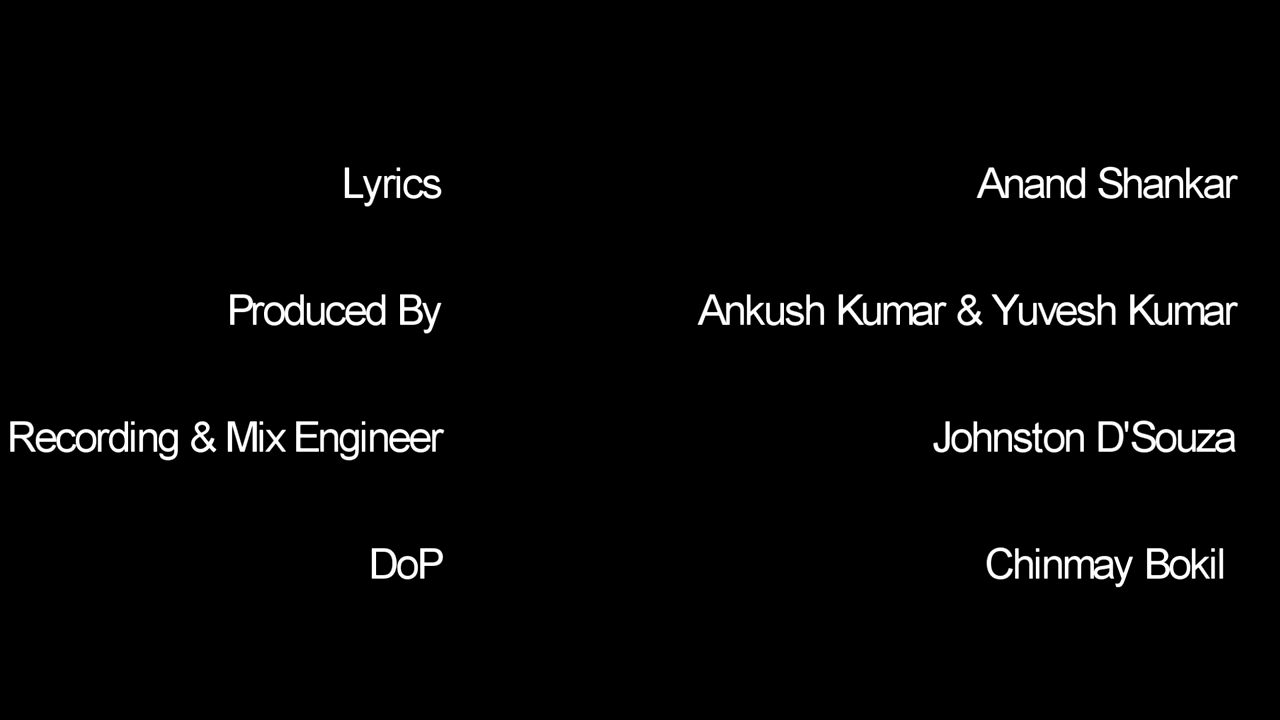 Lyrics Anand Shankar
Produced By Ankush Kumar & Yuvesh Kumar
Recording & Mix Engineer Johnston D'Souza
DoP Chinmay Bokil